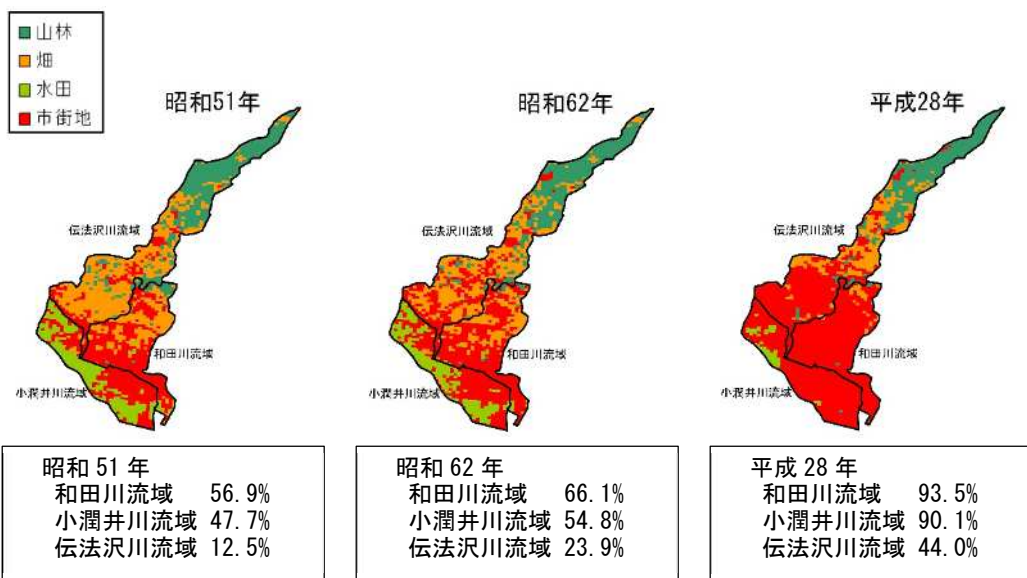 山林
畑
水田
市街地
昭和51年
伝法沢川流域
和田川流域
小潤井川流域
昭和62年
伝法沢川流域
和田川流域
小潤井川流域
平成28年
伝法沢川流域
和田川流域
小潤井川流域
昭和 51 年
和田川流域 56.9%
小潤井川流域 47.7%
伝法沢川流域 12.5%
昭和 62 年
和田川流域 66.1%
小潤井川流域 54.8%
伝法沢川流域 23.9%
平成 28 年
和田川流域 93.5%
小潤井川流域 90.1%
伝法沢川流域 44.0%